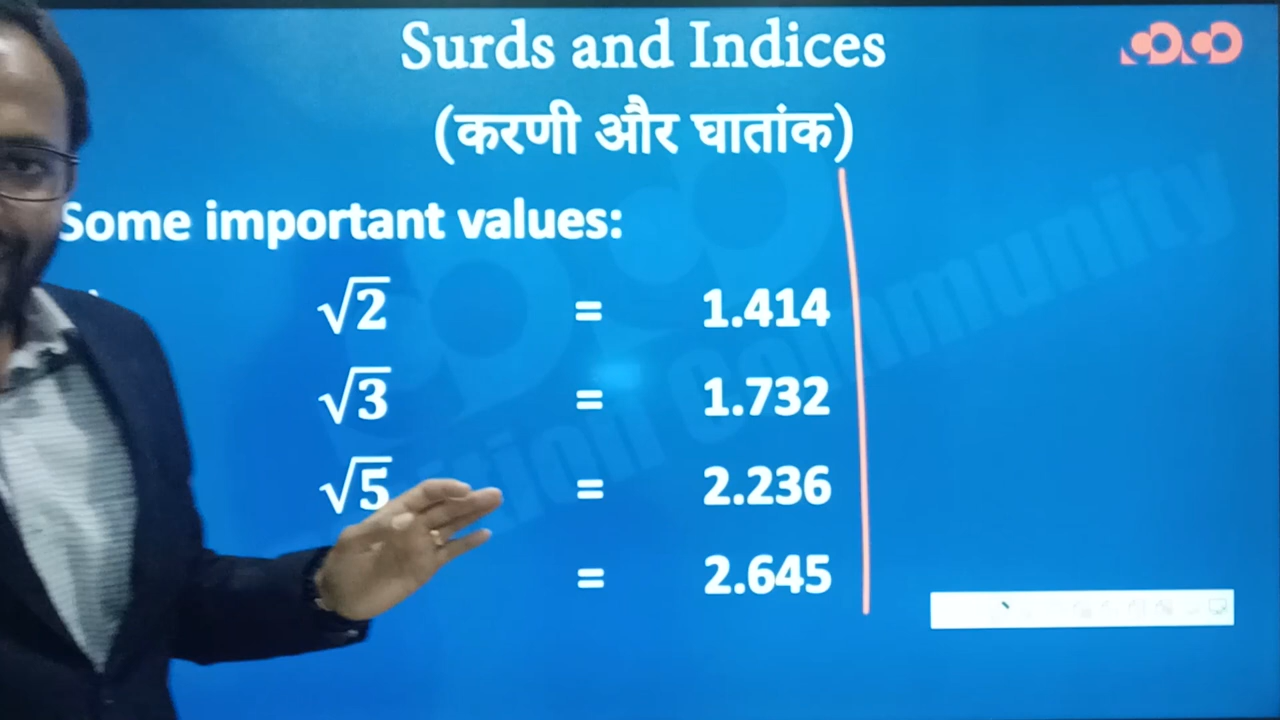 Surds and Indices
(करणी और घातांक)
Some important values:
√2 = 1.414
√3 = 1.732
√5 = 2.236
= 2.645
Community